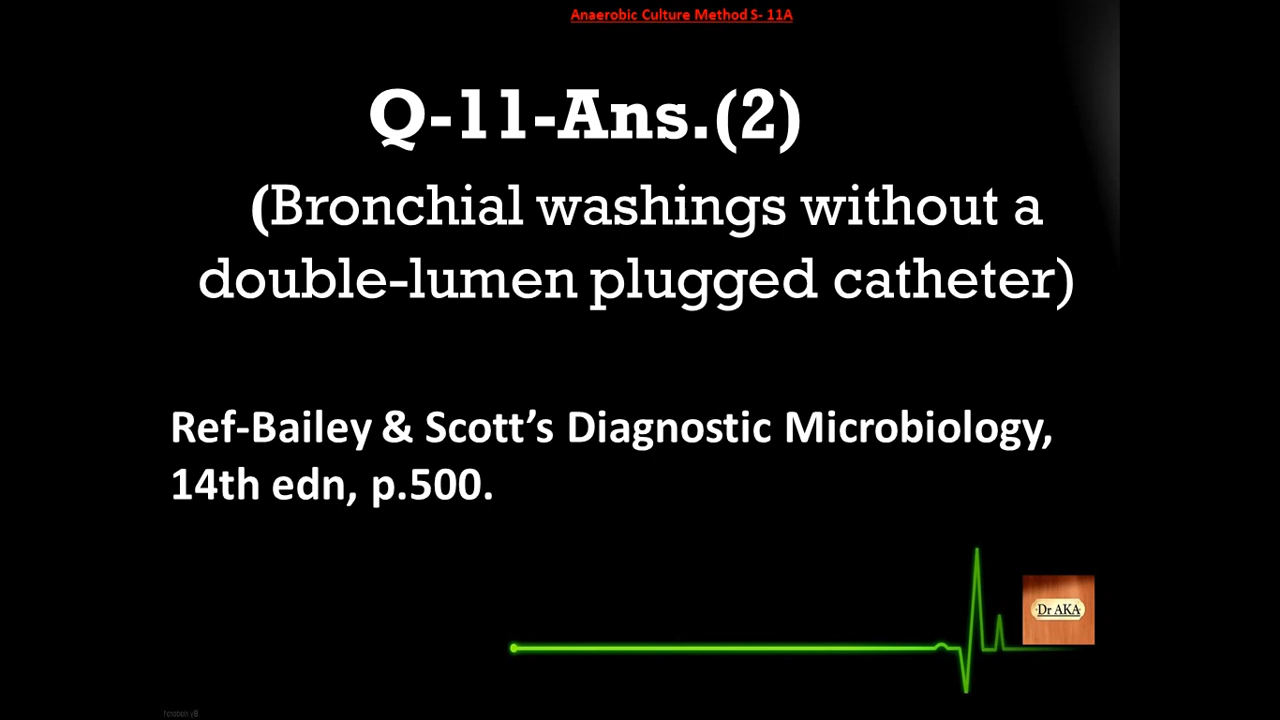 Anaerobic Culture Method S- 11A
Q-11-Ans.(2)
(Bronchial washings without a
double-lumen plugged catheter)
Ref-Bailey & Scott’s Diagnostic Microbiology,
14th edn, p.500.
Dr AKA